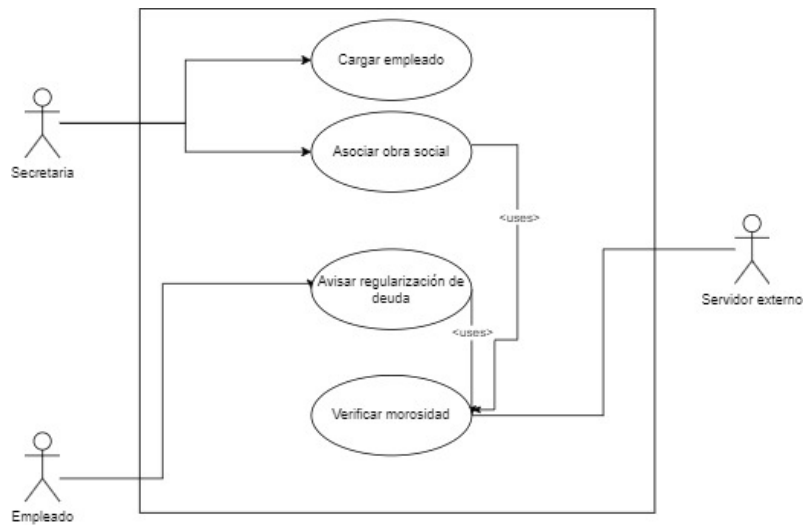 Cargar empleado
Secretaria
Asociar obra social
<uses>
Servidor externo
Avisar regularización de
deuda
<uses>
Verificar morosidad
Empleado